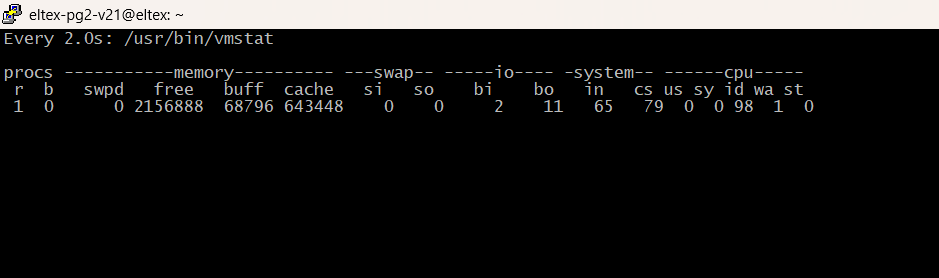 eltex-pg2-v21@eltex: ~
Every 2.0s: /usr/bin/vmstat
procs -----------memory---------- ---swap-- -----io---- -system-- ------cpu-----
 r  b   swpd   free   buff  cache   si   so    bi    bo   in   cs us sy id wa st
 1  0      0 2156888  68796 643448    0    0     2    11   65   79  0  0 98  1  0